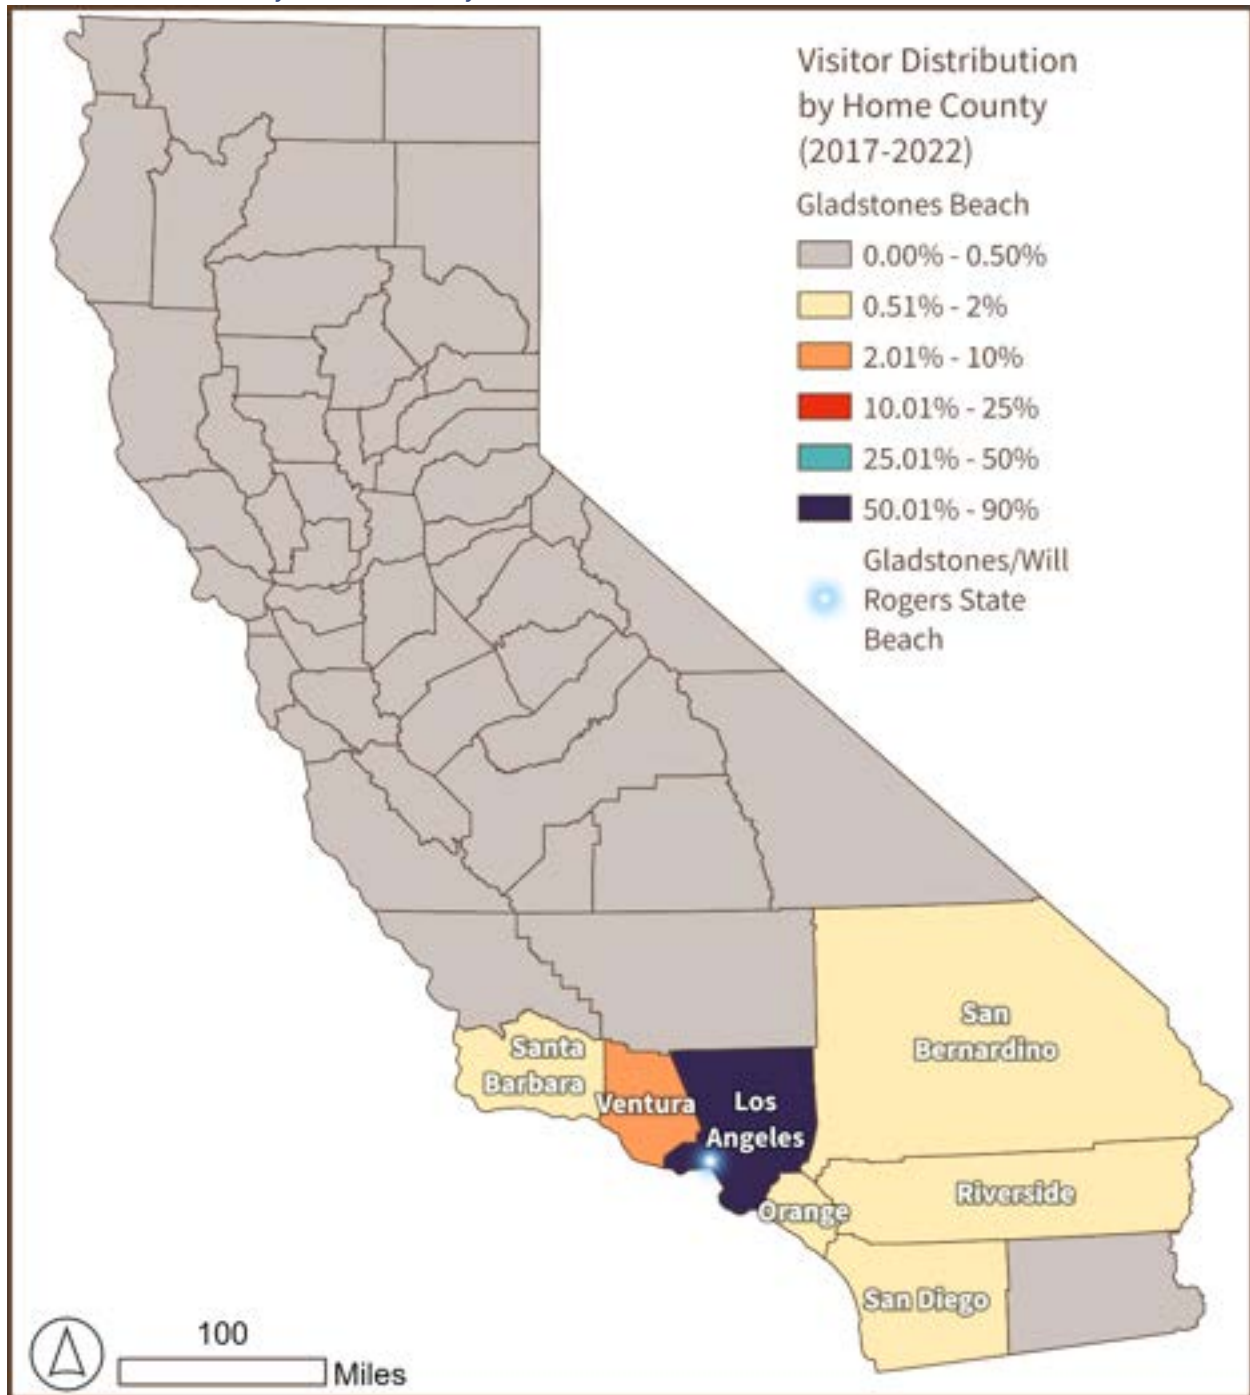 Visitor Distribution
by Home County
(2017-2022)
Gladstones Beach
0.00% - 0.50%
0.51% - 2%
2.01% - 10%
10.01% - 25%
25.01% - 50%
50.01% - 90%
Gladstones/Will
Rogers State
Beach
San
Bernardino
Santa
Barbara
Ventura
Los
Angeles
Riverside
Orange
San Diego
100
Miles